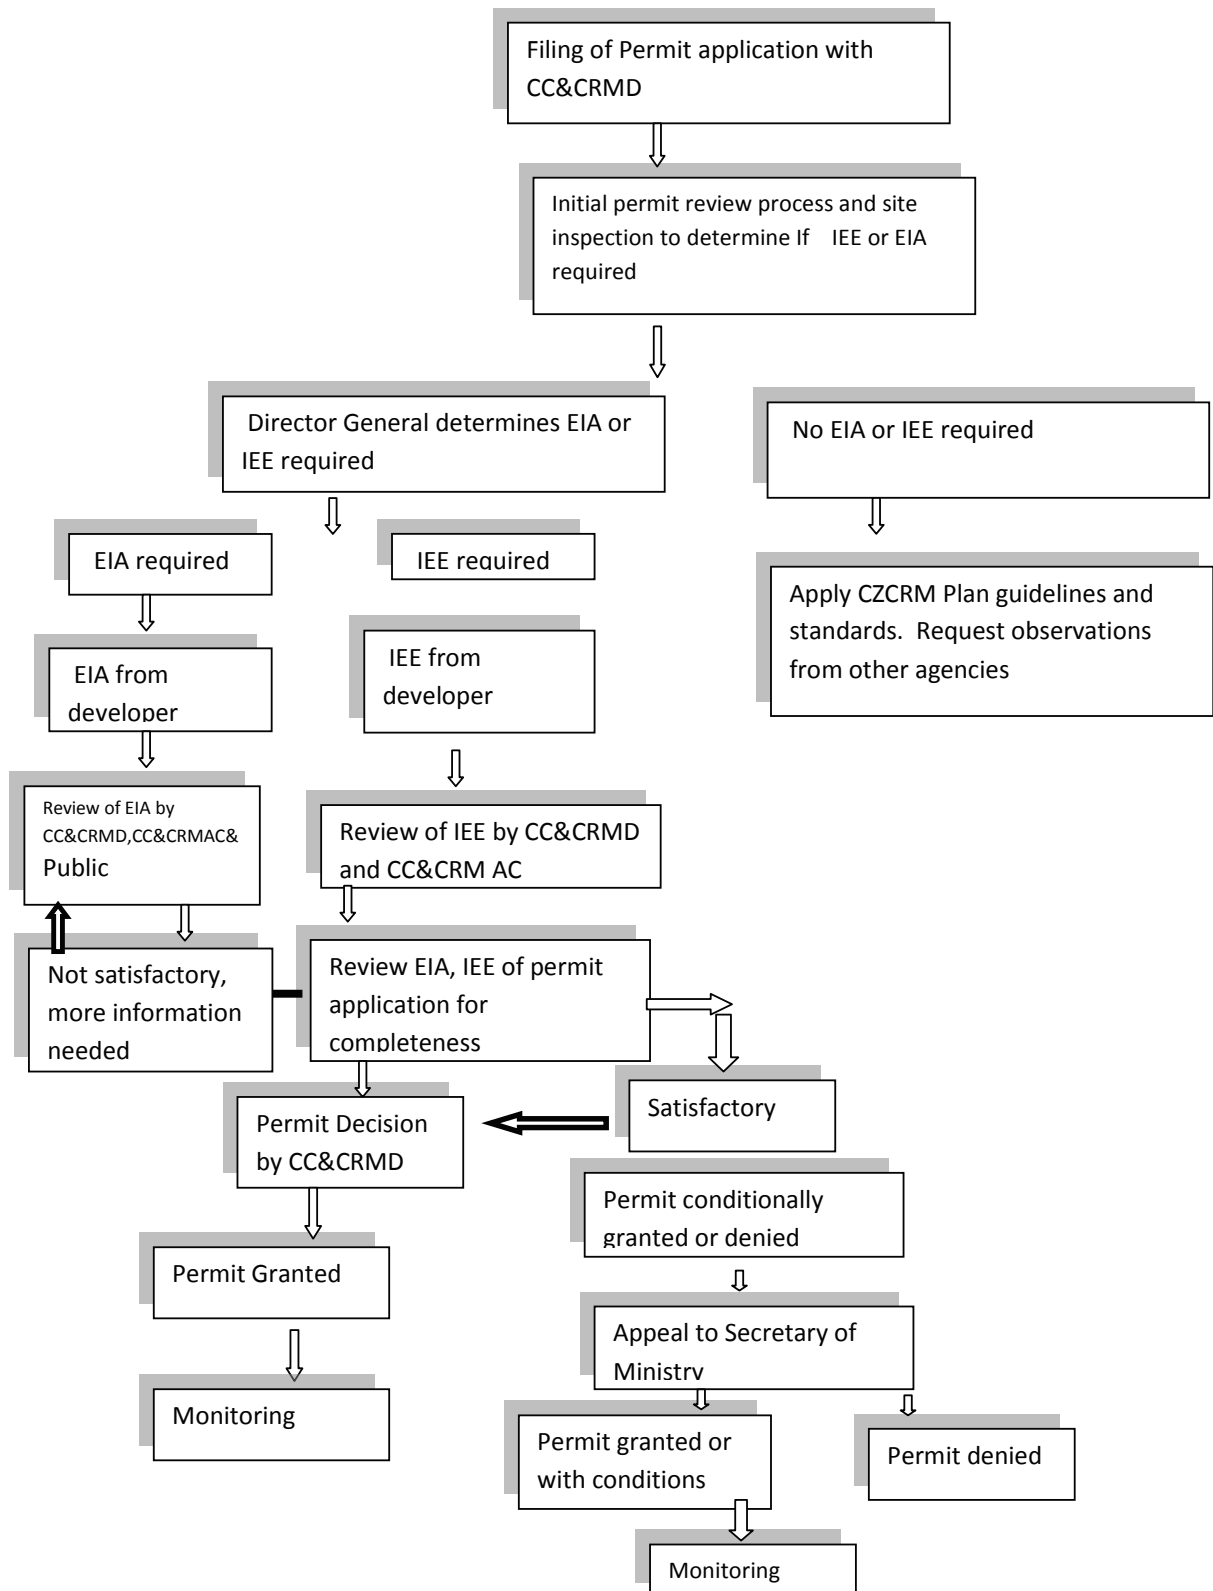 Filing of Permit application with
CC&CRMD
Initial permit review process and site
inspection to determine If IEE or EIA
required
Director General determines EIA or
IEE required
No EIA or IEE required
EIA required
IEE required
Apply CZCRM Plan guidelines and
standards. Request observations
from other agencies
EIA from
developer
IEE from
developer
Review of EIA by
CC&CRMD,CC&CRMAC&
Public
Review of IEE by CC&CRMD
and CC&CRM AC
Not satisfactory,
more information
needed
Review EIA, IEE of permit
application for
completeness
Satisfactory
Permit Decision
by CC&CRMD
Permit conditionally
granted or denied
Permit Granted
Appeal to Secretary of
Ministry
Monitoring
Permit granted or
with conditions
Permit denied
Monitoring